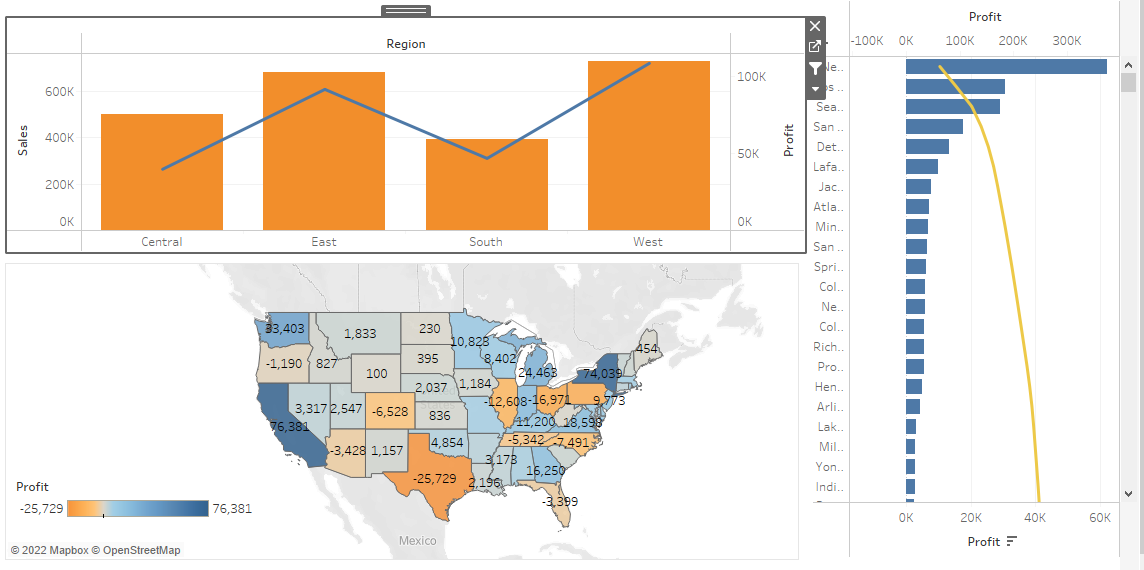 Region
Sales
600K
400K
200K
0K
100K
50K
0K
Profit
Central
East
South
West
33,403
1,833
230
10,823
454
-1,190
827
100
395
8,402
24,463
74,039
3,317
2,547
-6,528
2,037
1,184
-12,608
-16,971
9,773
76,381
836
11,200
18,598
-3,428
1,157
4,854
-5,342
-7,491
3,173
-25,729
2,196
16,250
-3,399
Mexico
Profit
-25,729
76,381
© 2022 Mapbox © OpenStreetMap
Profit
-100K 0K 100K 200K 300K
Ne..
Sea..
San ..
Det..
Lafa..
Jac..
Atla..
Min..
San ..
Spri..
Col..
Ne..
Col..
Rich..
Pro..
Hen..
Arli..
Lak..
Mil..
Yon..
Indi..
0K 20K 40K 60K
Profit